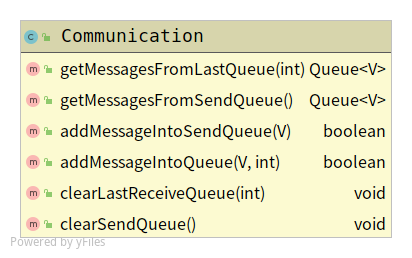 C Communication
m getMessagesFromLastQueue(int) Queue<V>
m getMessagesFromSendQueue() Queue<V>
m addMessageIntoSendQueue(V) boolean
m addMessageIntoQueue(V, int) boolean
m clearLastReceiveQueue(int) void
m clearSendQueue() void
Powered by yFiles